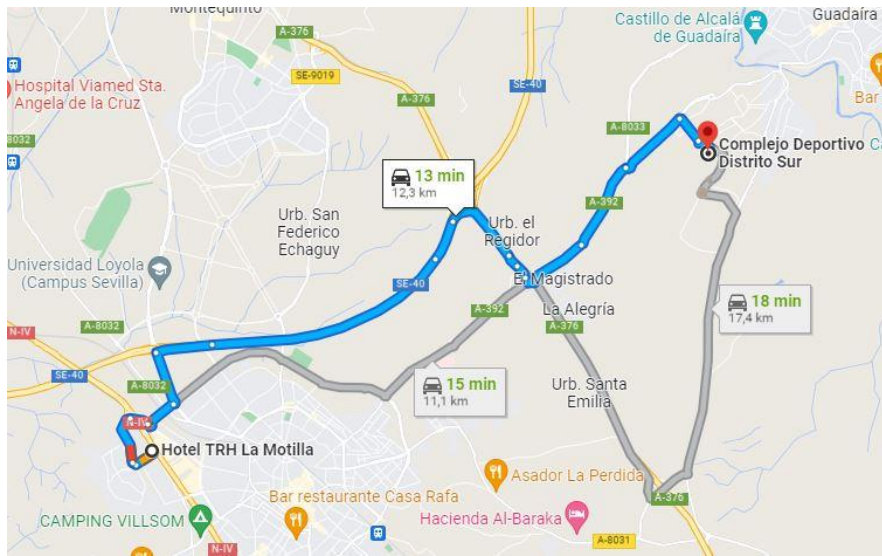 Montequinto
A-376
Castillo de Alcalá
de Guadaíra
Guadaíra
SE-9019
Hospital Viamed Sta.
Angela de la Cruz
A-376
SE-40
Bar
8032
A-8033
Complejo Deportivo
Distrito Sur
13 min
12,3 km
A-392
Urb. San
Federico
Echaguy
Urb. el
Regidor
Universidad Loyola
(Campus Sevilla)
SE-40
El Magistrado
A-392
La Alegría
18 min
17,4 km
A-8032
A-376
N-IV
SE-40
A-8032
15 min
11,1 km
Urb. Santa
Emilia
N-IV
Hotel TRH La Motilla
Asador La Perdida
A-376
Bar restaurante Casa Rafa
CAMPING VILLSOM
Hacienda Al-Baraka
A-8031
N-IV